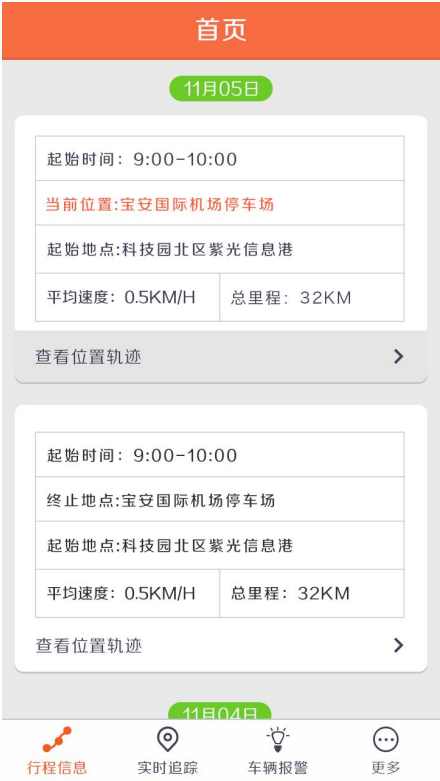 首页
11月05日
起始时间：9:00-10:00
当前位置:宝安国际机场停车场
起始地点:科技园北区紫光信息港
平均速度：0.5KM/H 总里程：32KM
查看位置轨迹
起始时间：9:00-10:00
终止地点:宝安国际机场停车场
起始地点:科技园北区紫光信息港
平均速度：0.5KM/H 总里程：32KM
查看位置轨迹
11月04日
行程信息 实时追踪 车辆报警 更多